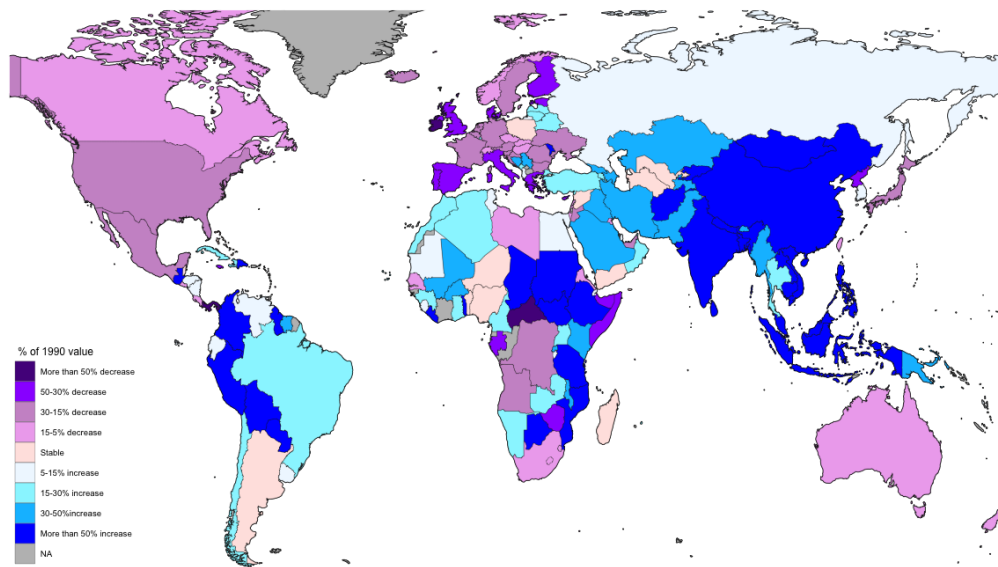 % of 1990 value
More than 50% decrease
50-30% decrease
30-15% decrease
15-5% decrease
Stable
5-15% increase
15-30% increase
30-50%increase
More than 50% increase
NA